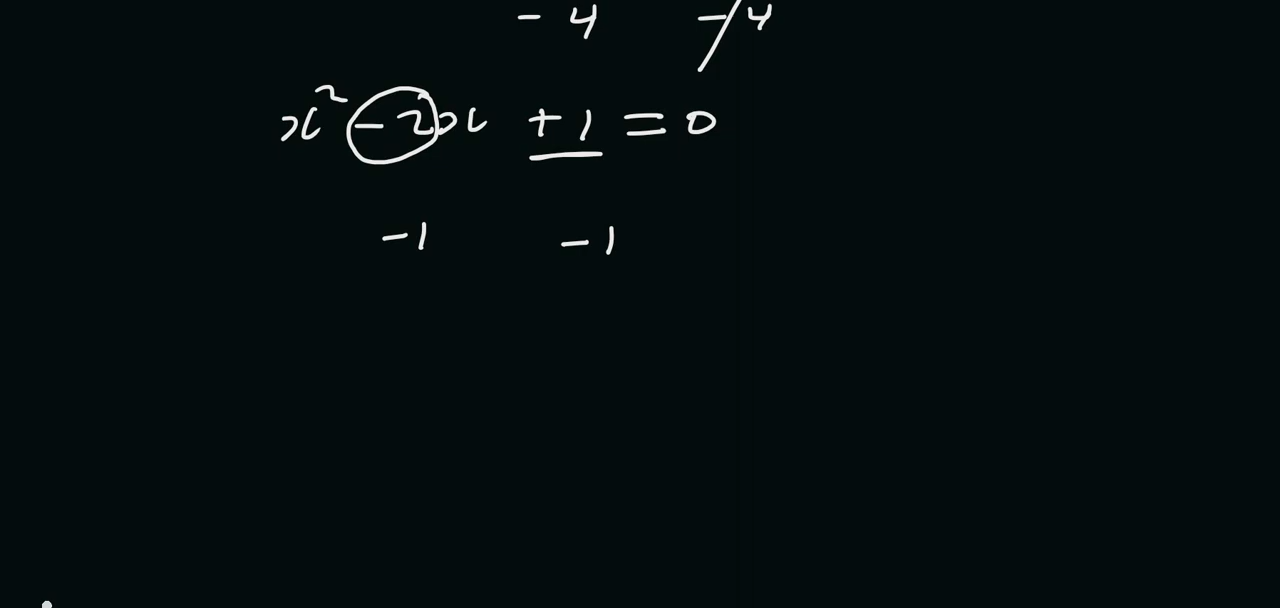 - 4 - 4
x² - 2x + 1 = 0
-1 -1